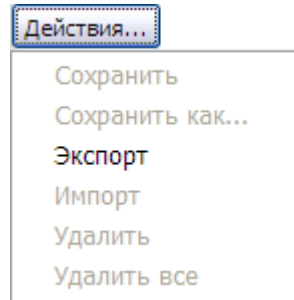 Действия...
Сохранить
Сохранить как...
Экспорт
Импорт
Удалить
Удалить все